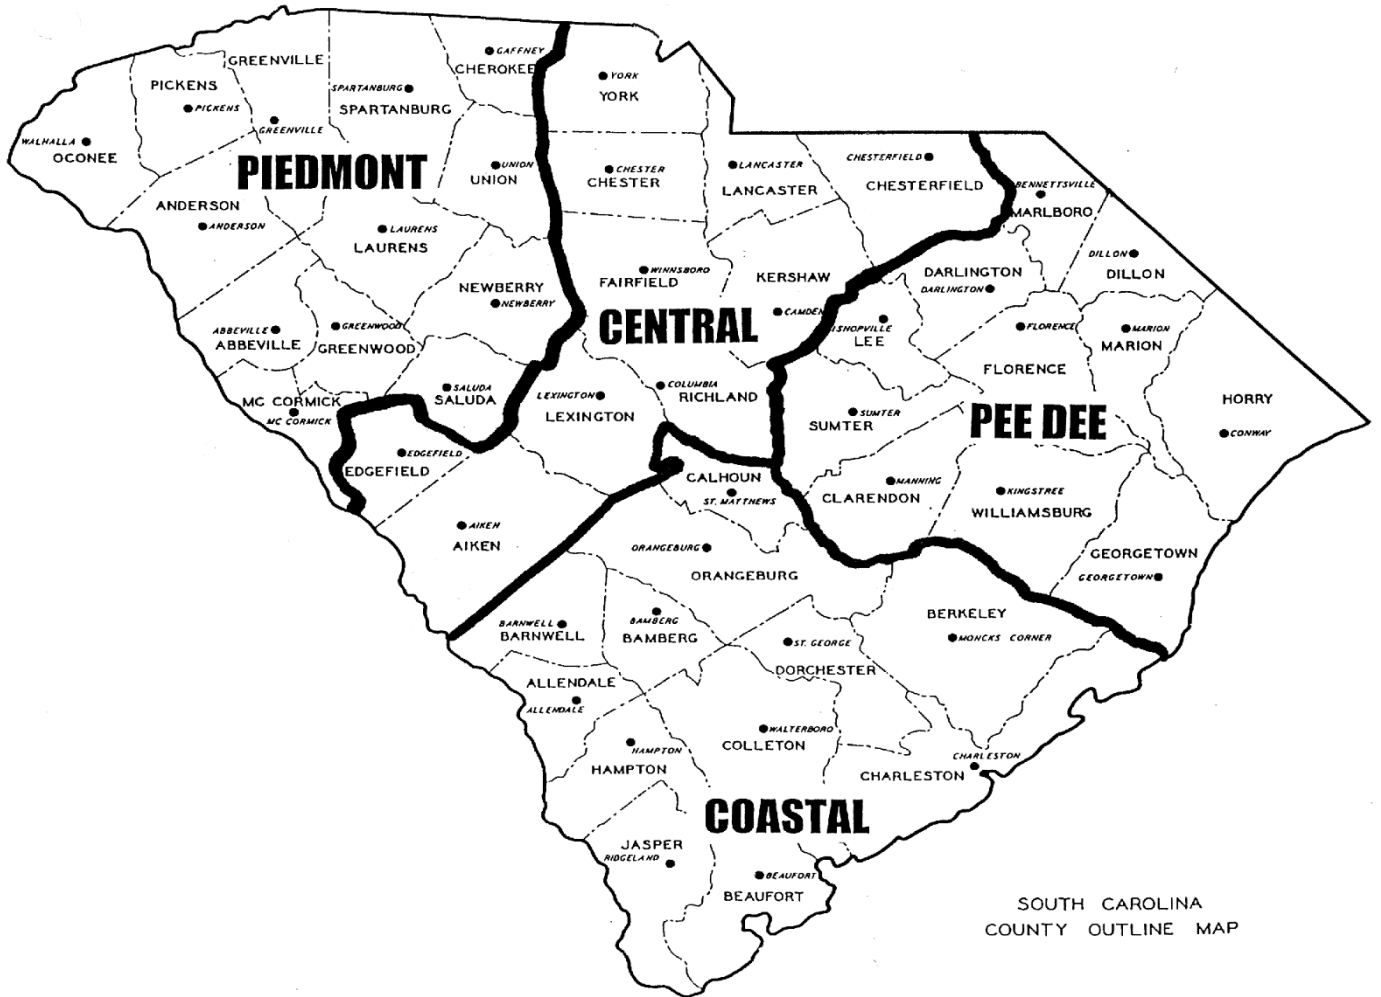 GAFFNEY
CHEROKEE
GREENVILLE
YORK
YORK
PICKENS
PICKENS
SPARTANBURG
SPARTANBURG
GREENVILLE
WALHALLA
OCONEE
PIEDMONT
UNION
UNION
CHESTER
CHESTER
LANCASTER
LANCASTER
CHESTERFIELD
CHESTERFIELD
BENNETTSVILLE
MARLBORO
ANDERSON
ANDERSON
LAURENS
LAURENS
DILLON
DILLON
NEWBERRY
NEWBERRY
WINNSBORO
FAIRFIELD
KERSHAW
CAMDEN
DARLINGTON
DARLINGTON
CENTRAL
ABBEVILLE
ABBEVILLE
GREENWOOD
GREENWOOD
ISHOPVILLE
LEE
FLORENCE
FLORENCE
MARION
MARION
SALUDA
SALUDA
MC CORMICK
MC CORMICK
LEXINGTON
LEXINGTON
COLUMBIA
RICHLAND
SUMTER
SUMTER
PEE DEE
HORRY
CONWAY
EDGEFIELD
EDGEFIELD
CALHOUN
ST. MATTHEWS
MANNING
CLARENDON
KINGSTREE
WILLIAMSBURG
AIKEN
AIKEN
ORANGEBURG
ORANGEBURG
GEORGETOWN
GEORGETOWN
BARNWELL
BARNWELL
BAMBERG
BAMBERG
BERKELEY
MONCKS CORNER
ST. GEORGE
DORCHESTER
ALLENDALE
ALLENDALE
WALTERBORO
COLLETON
HAMPTON
HAMPTON
CHARLESTON
CHARLESTON
COASTAL
JASPER
RIDGELAND
BEAUFORT
BEAUFORT
SOUTH CAROLINA
COUNTY OUTLINE MAP